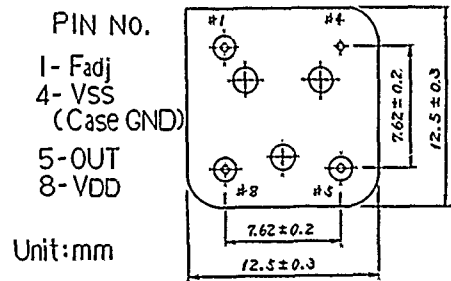 PIN NO.
1- Fadj
4- VSS
(Case GND)
5-OUT
8- VDD
Unit:mm
#1
#4
#8
#5
7.62±0.2
12.5±0.3
7.62±0.2
12.5±0.3